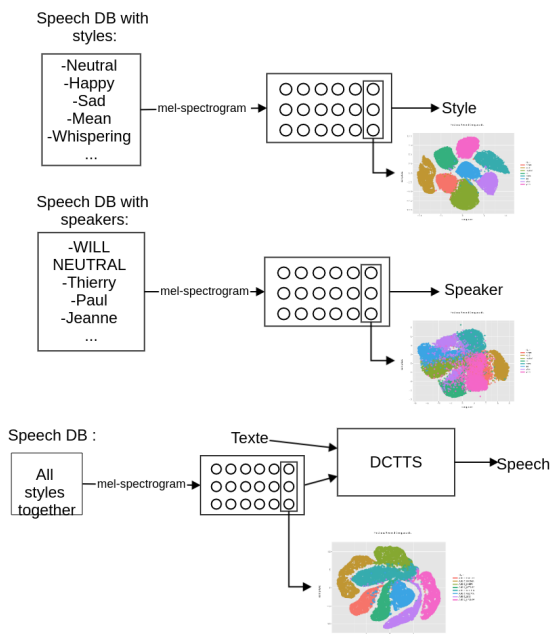 Speech DB with
styles:
-Neutral
-Happy
-Sad
-Mean
-Whispering
...
mel-spectrogram
Style
Speech DB with
speakers:
-WILL
NEUTRAL
-Thierry
-Paul
-Jeanne
...
mel-spectrogram
Speaker
Speech DB :
All
styles
together
mel-spectrogram
Texte
DCTTS
Speech